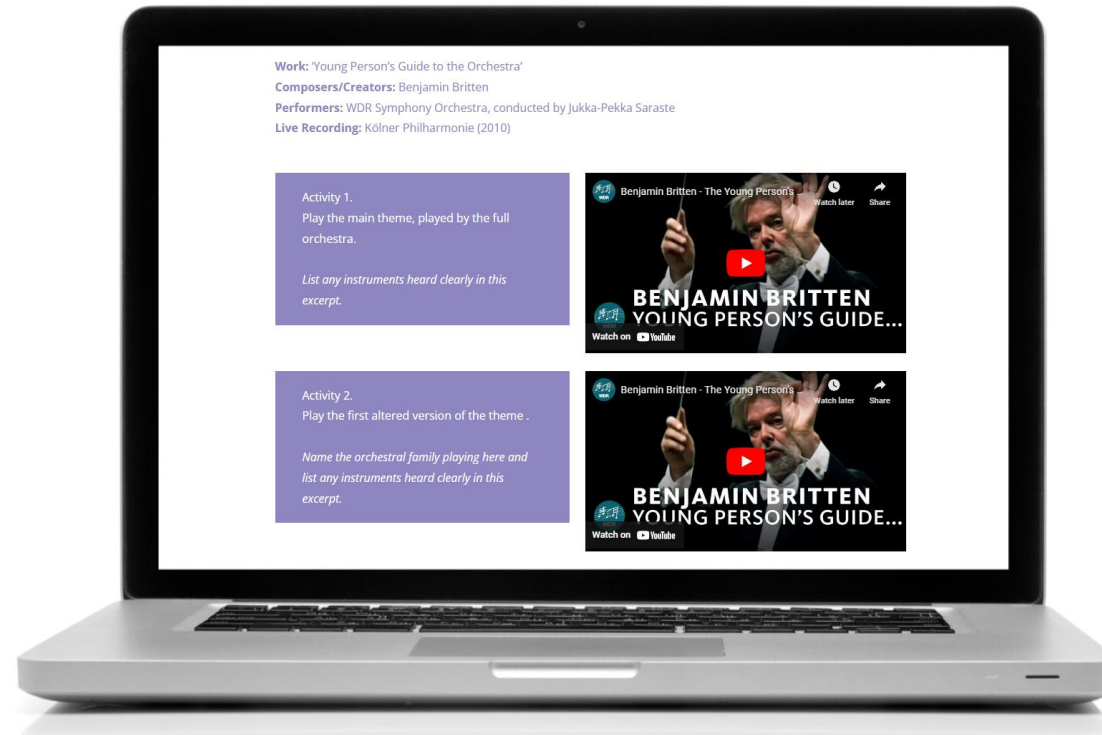 Work: ‘Young Person’s Guide to the Orchestra’
Composers/Creators: Benjamin Britten
Performers: WDR Symphony Orchestra, conducted by Jukka-Pekka Saraste
Live Recording: Kölner Philharmonie (2010)
Activity 1.
Play the main theme, played by the full
orchestra.
List any instruments heard clearly in this
excerpt.
Benjamin Britten - The Young Person's ...
Watch later
Share
BENJAMIN BRITTEN
YOUNG PERSON'S GUIDE...
Watch on YouTube
Activity 2.
Play the first altered version of the theme .
Name the orchestral family playing here and
list any instruments heard clearly in this
excerpt.
Benjamin Britten - The Young Person's ...
WDR
Watch later
Share
BENJAMIN BRITTEN
YOUNG PERSON'S GUIDE...
Watch on YouTube